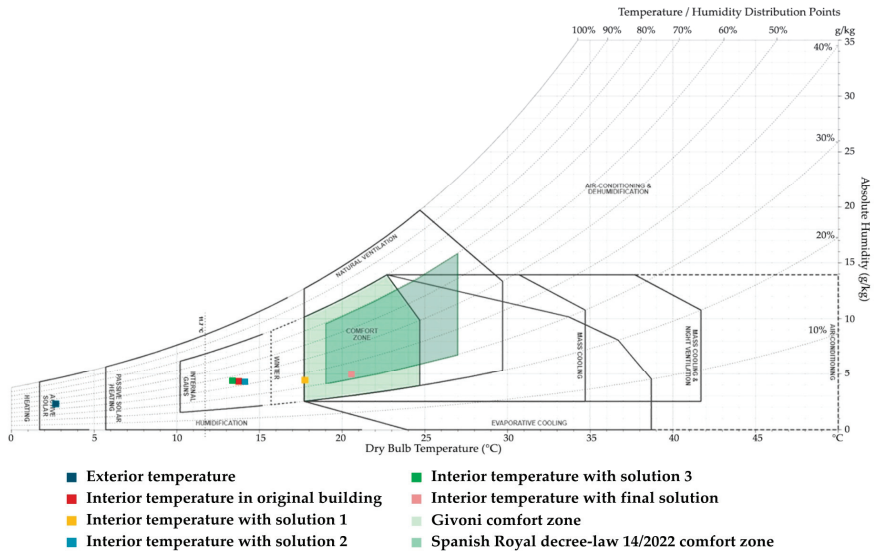 Temperature / Humidity Distribution Points
100% 90% 80% 70% 60% 50% g/kg
40% 35
30
30%
25
AIR-CONDITIONING &
DEHUMIDIFICATION
20
20%
NATURAL VENTILATION
15
10
10%
5
0
Absolute Humidity (g/kg)
COMFORT
ZONE
HEATING
ACTIVE
SOLAR
PASSIVE SOLAR
HEATING
INTERNAL
GAINS
WINTER
HUMIDIFICATION
EVAPORATIVE COOLING
MASS COOLING
MASS COOLING &
NIGHT VENTILATION
AIR-CONDITIONING
0 5 10 15 20 25 30 35 40 45 °C
Dry Bulb Temperature (°C)
Exterior temperature
Interior temperature in original building
Interior temperature with solution 1
Interior temperature with solution 2
Interior temperature with solution 3
Interior temperature with final solution
Givoni comfort zone
Spanish Royal decree-law 14/2022 comfort zone